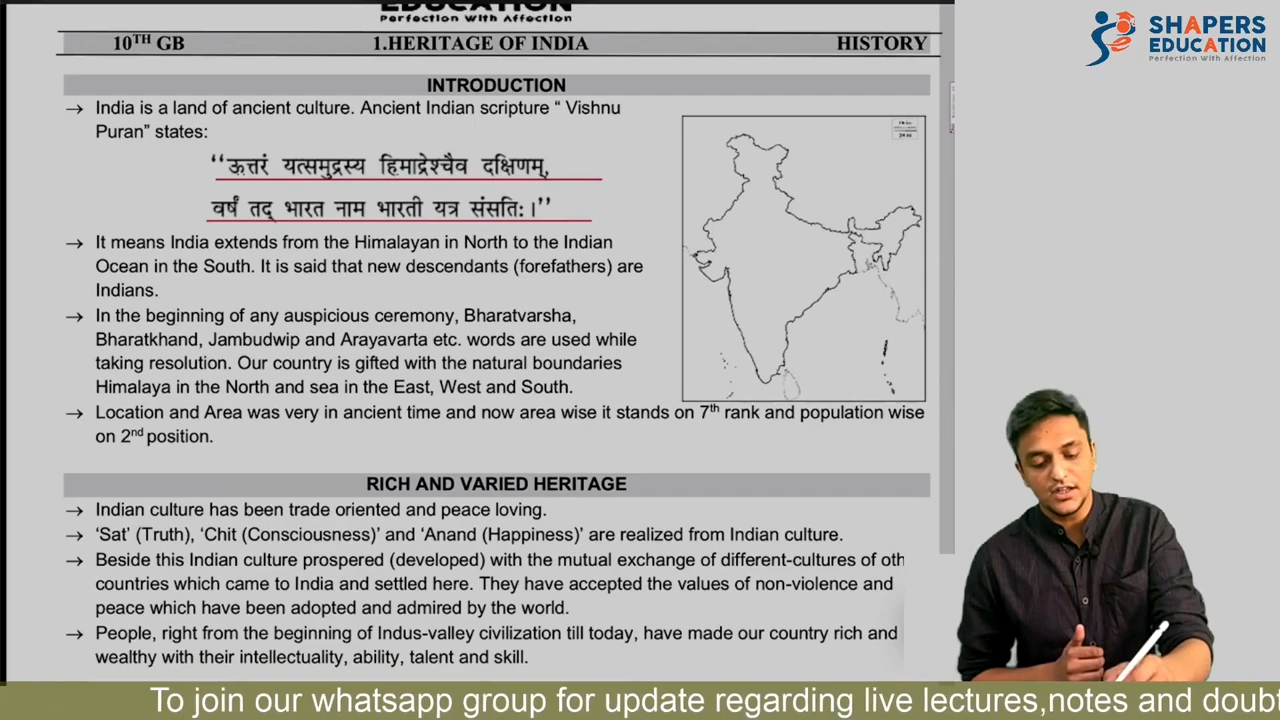 EDUCATION
Perfection With Affection
SHAPERS
EDUCATION
Perfection With Affection
10TH GB 1.HERITAGE OF INDIA HISTORY
INTRODUCTION
→ India is a land of ancient culture. Ancient Indian scripture “ Vishnu
Puran” states:
“ऊत्तरं यत्समुद्रस्य हिमाद्रेश्चैव दक्षिणम्,
वर्षं तद् भारत नाम भारती यत्र संसतिः।”
→ It means India extends from the Himalayan in North to the Indian
Ocean in the South. It is said that new descendants (forefathers) are
Indians.
→ In the beginning of any auspicious ceremony, Bharatvarsha,
Bharatkhand, Jambudwip and Arayavarta etc. words are used while
taking resolution. Our country is gifted with the natural boundaries
Himalaya in the North and sea in the East, West and South.
→ Location and Area was very in ancient time and now area wise it stands on 7th rank and population wise
on 2nd position.
RICH AND VARIED HERITAGE
→ Indian culture has been trade oriented and peace loving.
→ ‘Sat’ (Truth), ‘Chit (Consciousness)’ and ‘Anand (Happiness)’ are realized from Indian culture.
→ Beside this Indian culture prospered (developed) with the mutual exchange of different-cultures of oth
countries which came to India and settled here. They have accepted the values of non-violence and
peace which have been adopted and admired by the world.
→ People, right from the beginning of Indus-valley civilization till today, have made our country rich and
wealthy with their intellectuality, ability, talent and skill.
To join our whatsapp group for update regarding live lectures,notes and doubt